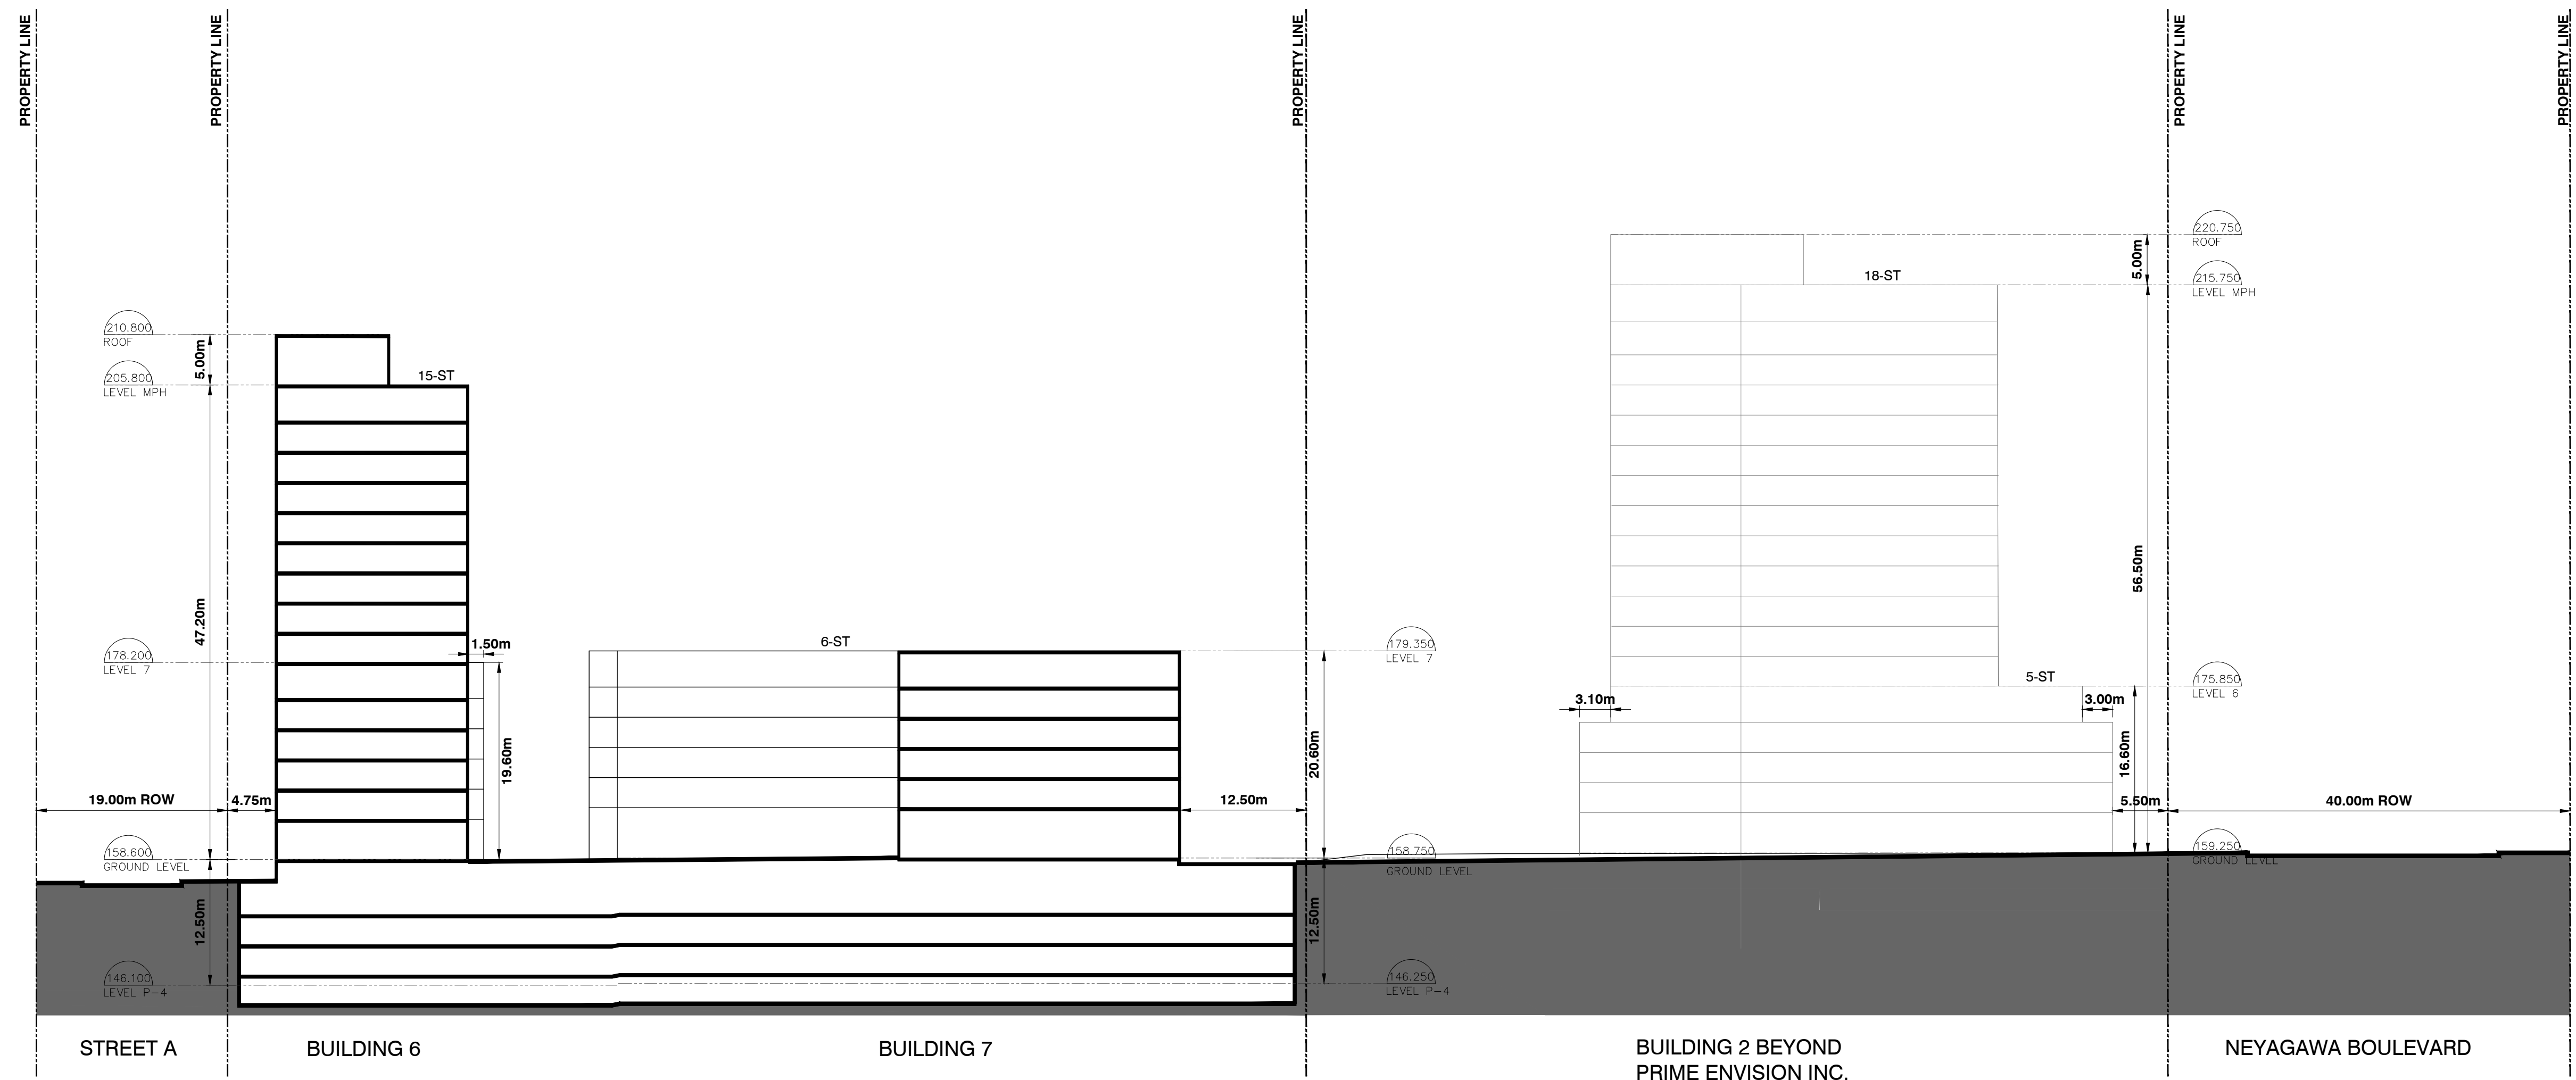 PROPERTY LINE
PROPERTY LINE
PROPERTY LINE
PROPERTY LINE
PROPERTY LINE
220.750
ROOF
5.00m
18-ST
215.750
LEVEL MPH
210.800
ROOF
5.00m
205.800
LEVEL MPH
15-ST
56.50m
47.20m
1.50m
6-ST
179.350
LEVEL 7
178.200
LEVEL 7
5-ST
175.850
LEVEL 6
3.10m
3.00m
19.60m
20.60m
16.60m
19.00m ROW
4.75m
12.50m
5.50m
40.00m ROW
158.600
GROUND LEVEL
158.750
GROUND LEVEL
159.250
GROUND LEVEL
12.50m
12.50m
146.100
LEVEL P-4
146.250
LEVEL P-4
STREET A
BUILDING 6
BUILDING 7
BUILDING 2 BEYOND
PRIME ENVISION INC.
NEYAGAWA BOULEVARD